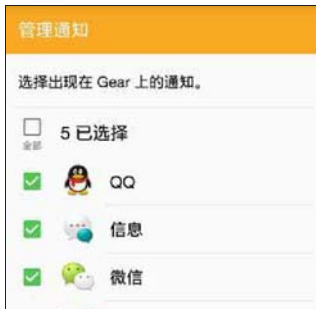 管理通知
选择出现在 Gear 上的通知。
5 已选择
全部
QQ
信息
微信